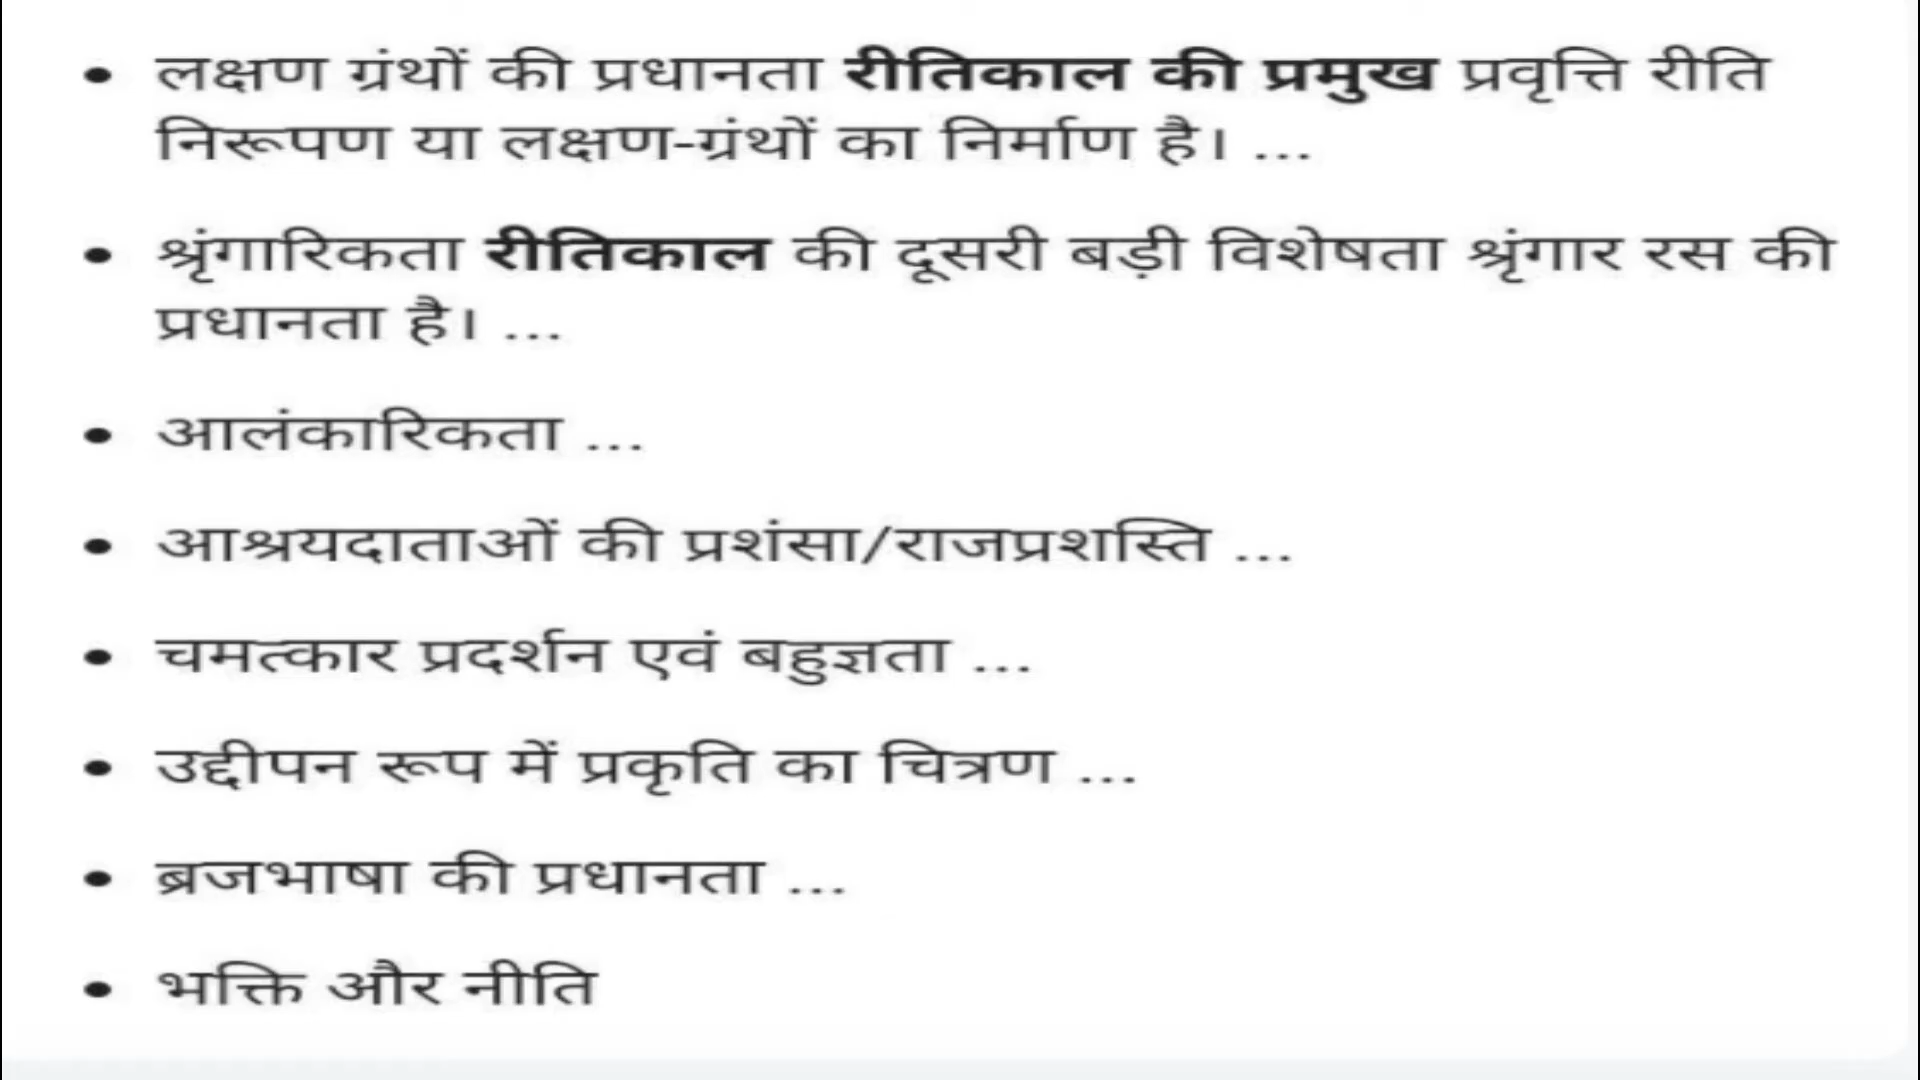 • लक्षण ग्रंथों की प्रधानता रीतिकाल की प्रमुख प्रवृत्ति रीति
निरूपण या लक्षण-ग्रंथों का निर्माण है। ...
• श्रृंगारिकता रीतिकाल की दूसरी बड़ी विशेषता श्रृंगार रस की
प्रधानता है। ...
• आलंकारिकता ...
• आश्रयदाताओं की प्रशंसा/राजप्रशस्ति ...
• चमत्कार प्रदर्शन एवं बहुज्ञता ...
• उद्दीपन रूप में प्रकृति का चित्रण ...
• ब्रजभाषा की प्रधानता ...
• भक्ति और नीति